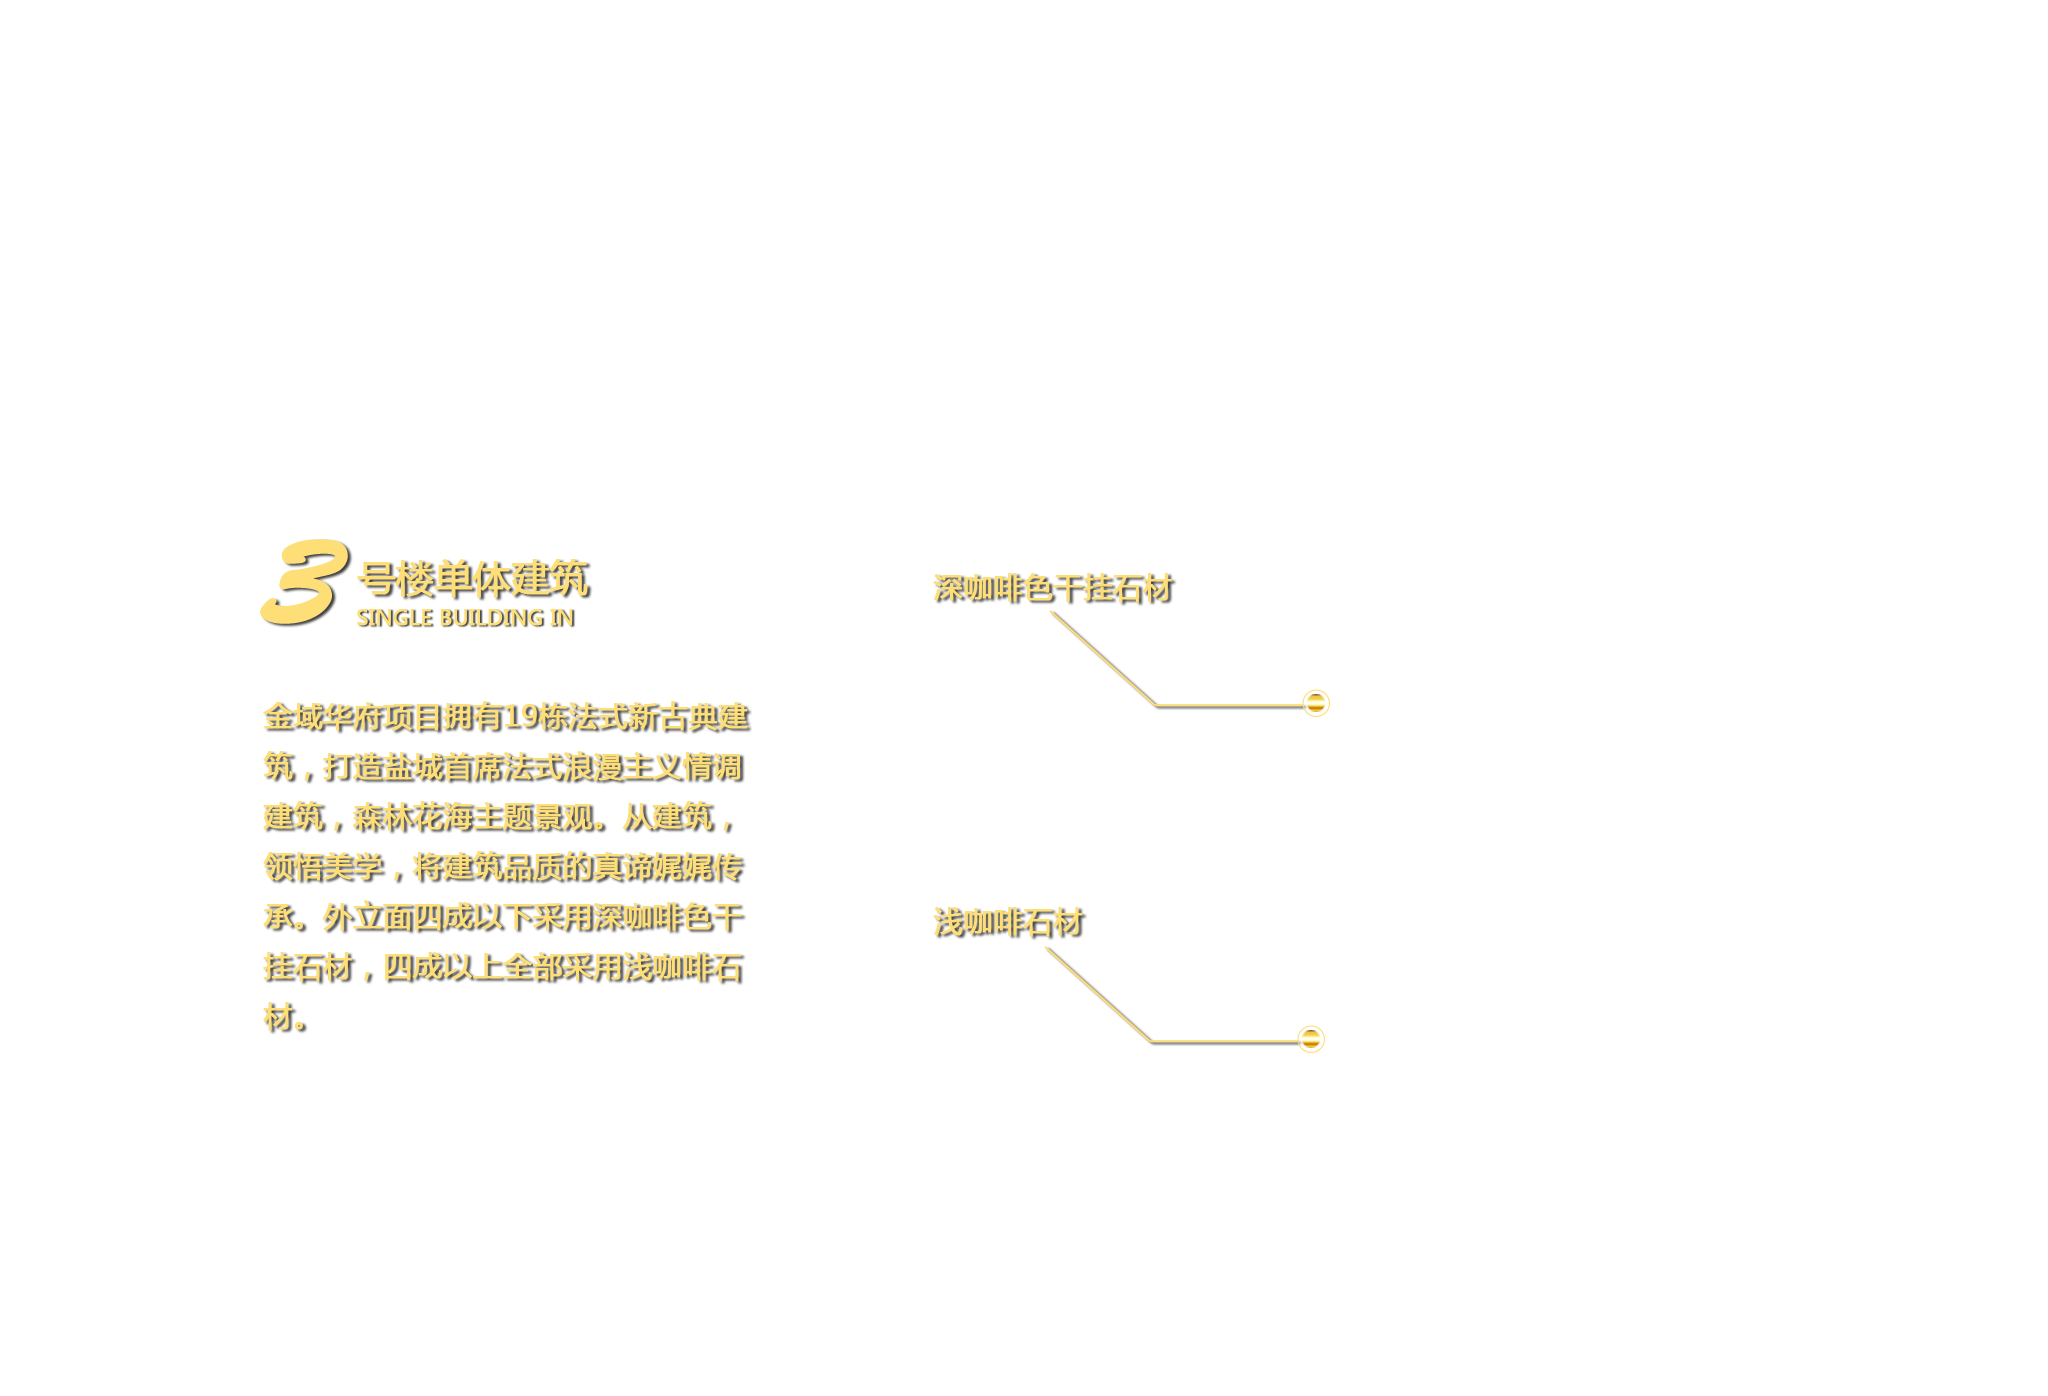 3号楼单体建筑
SINGLE BUILDING IN
金域华府项目拥有19栋法式新古典建
筑，打造盐城首席法式浪漫主义情调
建筑，森林花海主题景观。从建筑，
领悟美学，将建筑品质的真谛娓娓传
承。外立面四成以下采用深咖啡色干
挂石材，四成以上全部采用浅咖啡石
材。
深咖啡色干挂石材
浅咖啡石材